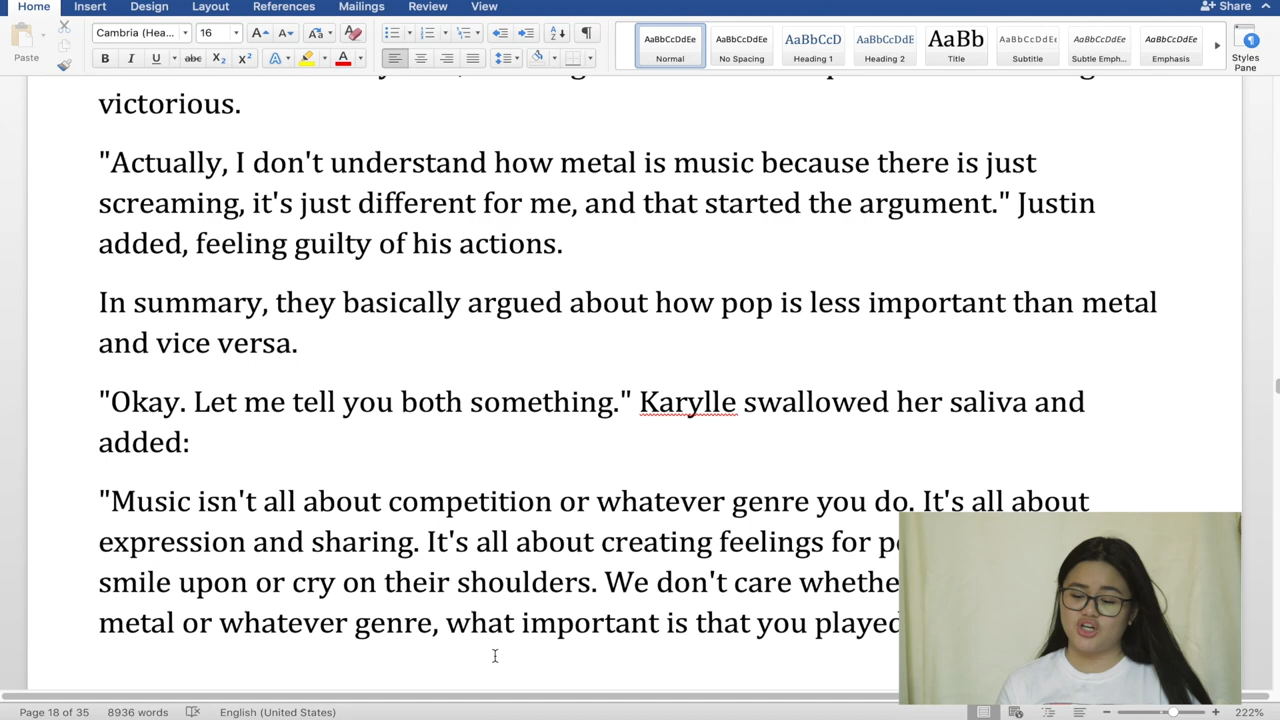 Home Insert Design Layout References Mailings Review View Share
Cambria (Hea... 16
Paste
AaBbCcDdEe AaBbCcDdEe AaBbCcD AaBbCcDdE AaBb AaBbCcDdEe AaBbCcDdEe AaBbCcDdEe
Normal No Spacing Heading 1 Heading 2 Title Subtitle Subtle Emph... Emphasis Styles
Pane
victorious.
"Actually, I don't understand how metal is music because there is just
screaming, it's just different for me, and that started the argument." Justin
added, feeling guilty of his actions.
In summary, they basically argued about how pop is less important than metal
and vice versa.
"Okay. Let me tell you both something." Karylle swallowed her saliva and
added:
"Music isn't all about competition or whatever genre you do. It's all about
expression and sharing. It's all about creating feelings for
smile upon or cry on their shoulders. We don't care
metal or whatever genre, what important is that you played
Page 18 of 35 8936 words English (United States) 222%